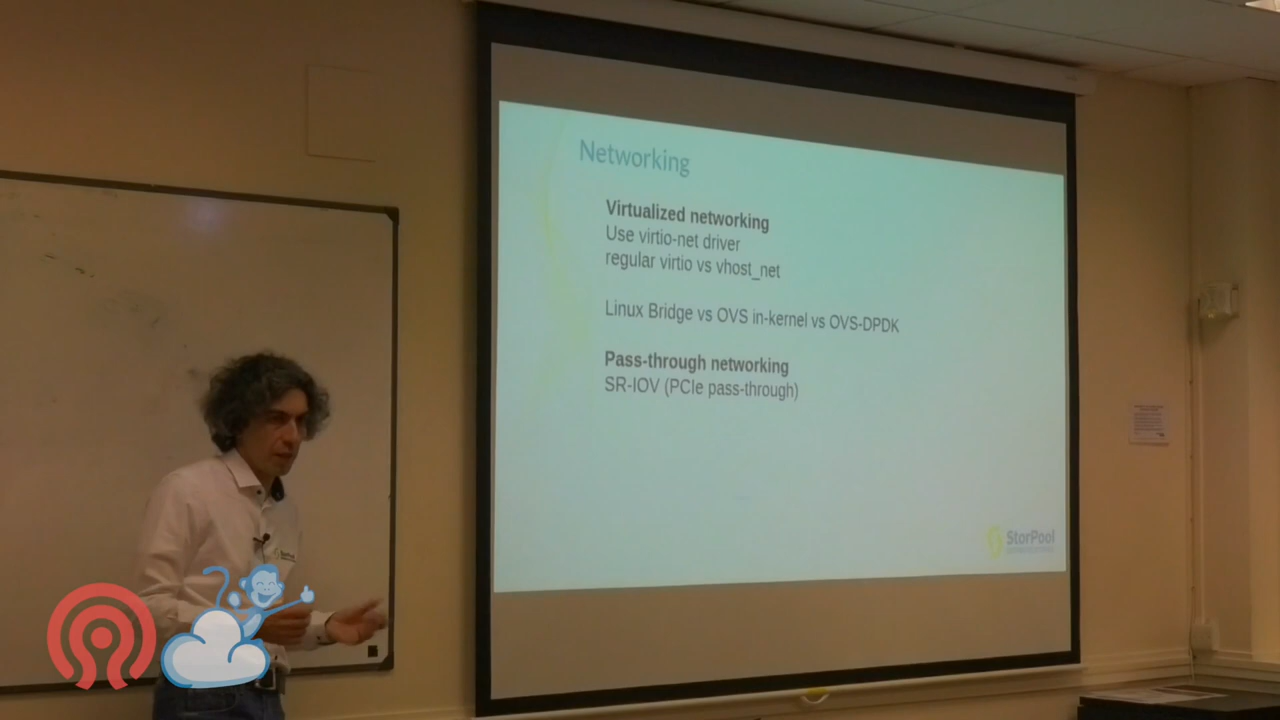 Networking
Virtualized networking
Use virtio-net driver
regular virtio vs vhost_net
Linux Bridge vs OVS in-kernel vs OVS-DPDK
Pass-through networking
SR-IOV (PCIe pass-through)
StorPool
StorPool